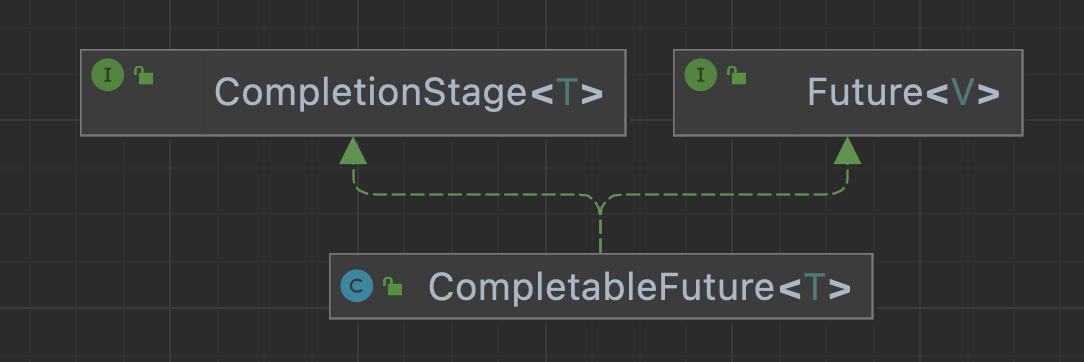 I CompletionStage<T>
I Future<V>
C CompletableFuture<T>